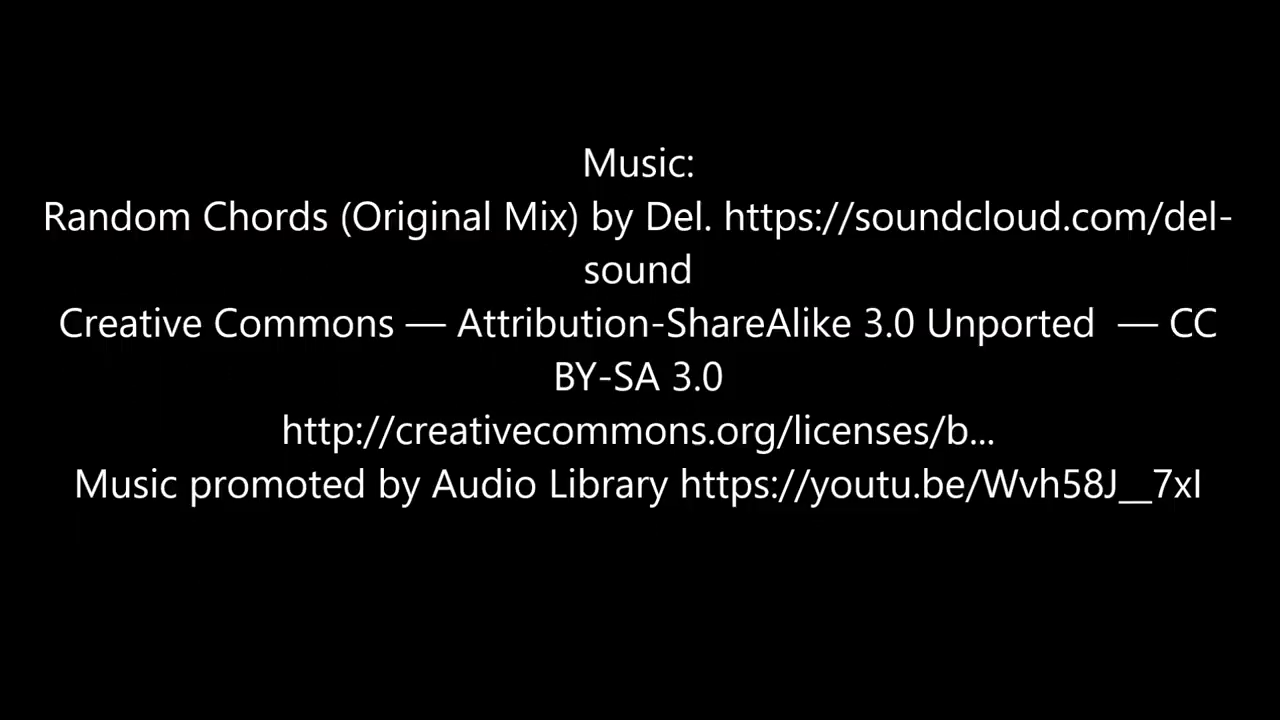 Music:
Random Chords (Original Mix) by Del. https://soundcloud.com/del-
sound
Creative Commons — Attribution-ShareAlike 3.0 Unported  — CC
BY-SA 3.0
http://creativecommons.org/licenses/b...
Music promoted by Audio Library https://youtu.be/Wvh58J__7xI